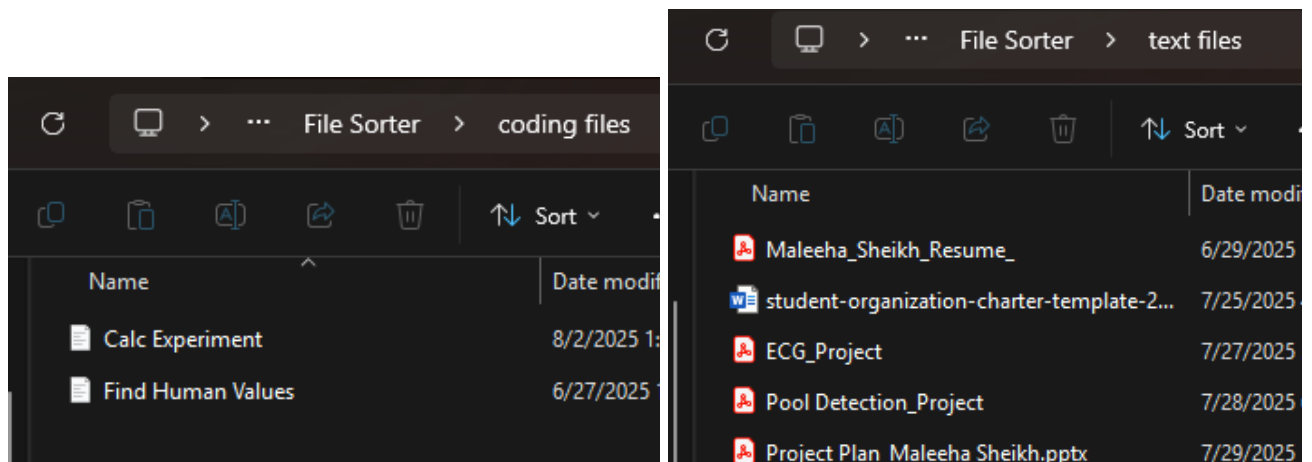 File Sorter > coding files
Sort
Name
Date modif
Calc Experiment
8/2/2025 1:
Find Human Values
6/27/2025 1
File Sorter > text files
Sort
Name
Date modif
Maleeha_Sheikh_Resume_
6/29/2025
student-organization-charter-template-2...
7/25/2025
ECG_Project
7/27/2025
Pool Detection_Project
7/28/2025
Project Plan_Maleeha Sheikh.pptx
7/29/2025